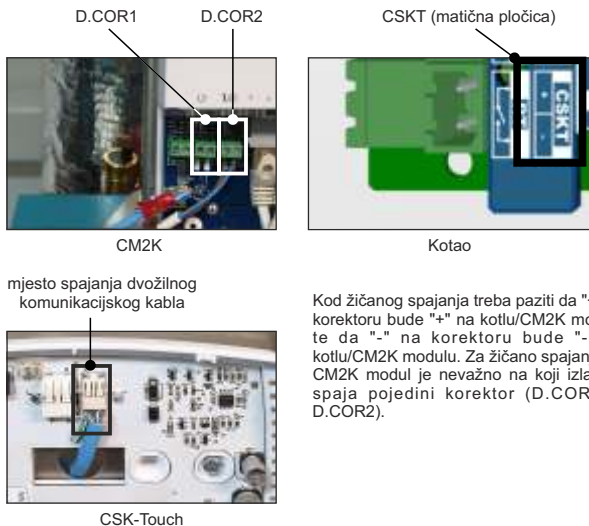 D.COR1 D.COR2
CSKT (matična pločica)
CSKT
+ -
CM2K
Kotao
mjesto spajanja dvožilnog
komunikacijskog kabla
CSK-Touch
Kod žičanog spajanja treba paziti da "+
korektoru bude "+" na kotlu/CM2K mo
te da "-" na korektoru bude "-
kotlu/CM2K modulu. Za žičano spajan
CM2K modul je nevažno na koji izla
spaja pojedini korektor (D.COR
D.COR2).